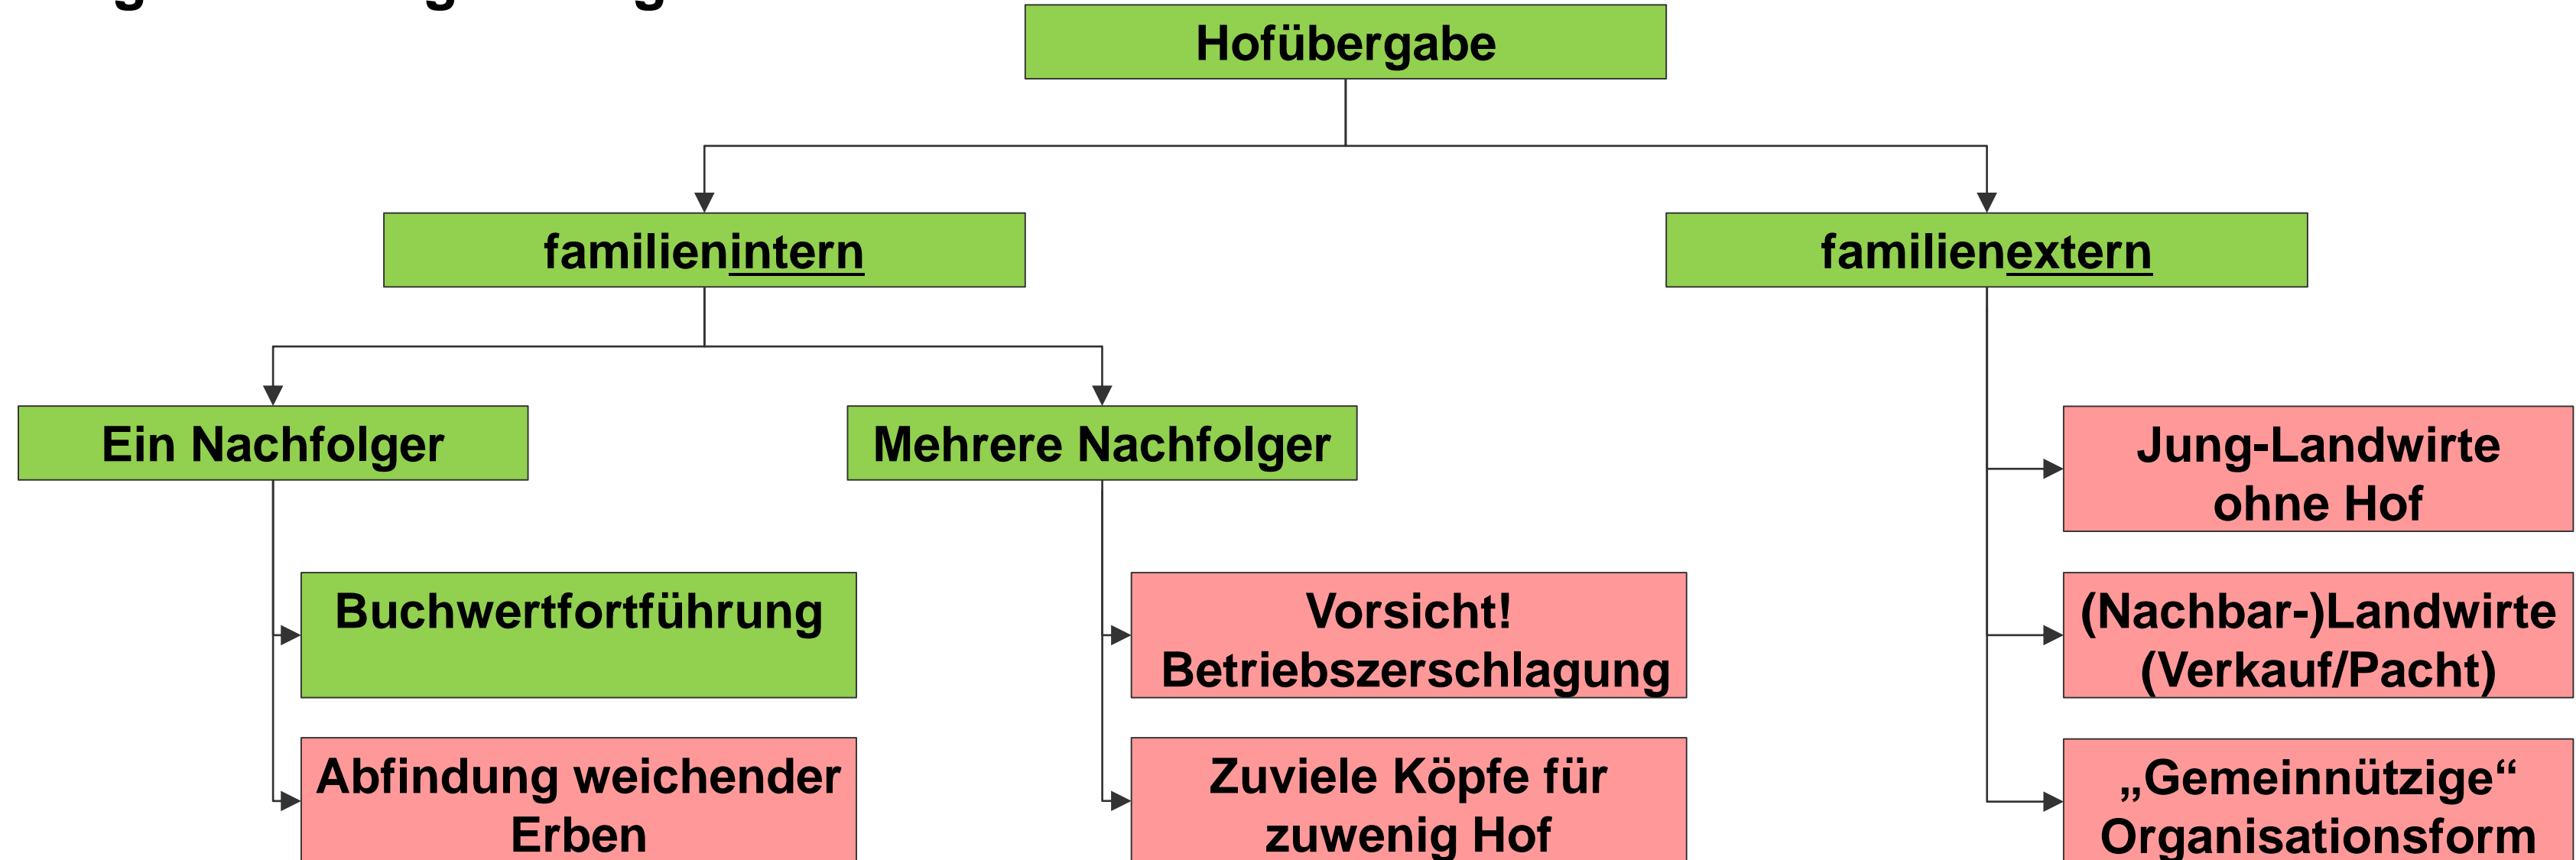 Hofübergabe
familienintern
familienextern
Ein Nachfolger
Mehrere Nachfolger
Jung-Landwirte
ohne Hof
Buchwertfortführung
Vorsicht!
Betriebszerschlagung
(Nachbar-)Landwirte
(Verkauf/Pacht)
Abfindung weichender
Erben
Zuviele Köpfe für
zuwenig Hof
„Gemeinnützige“
Organisationsform